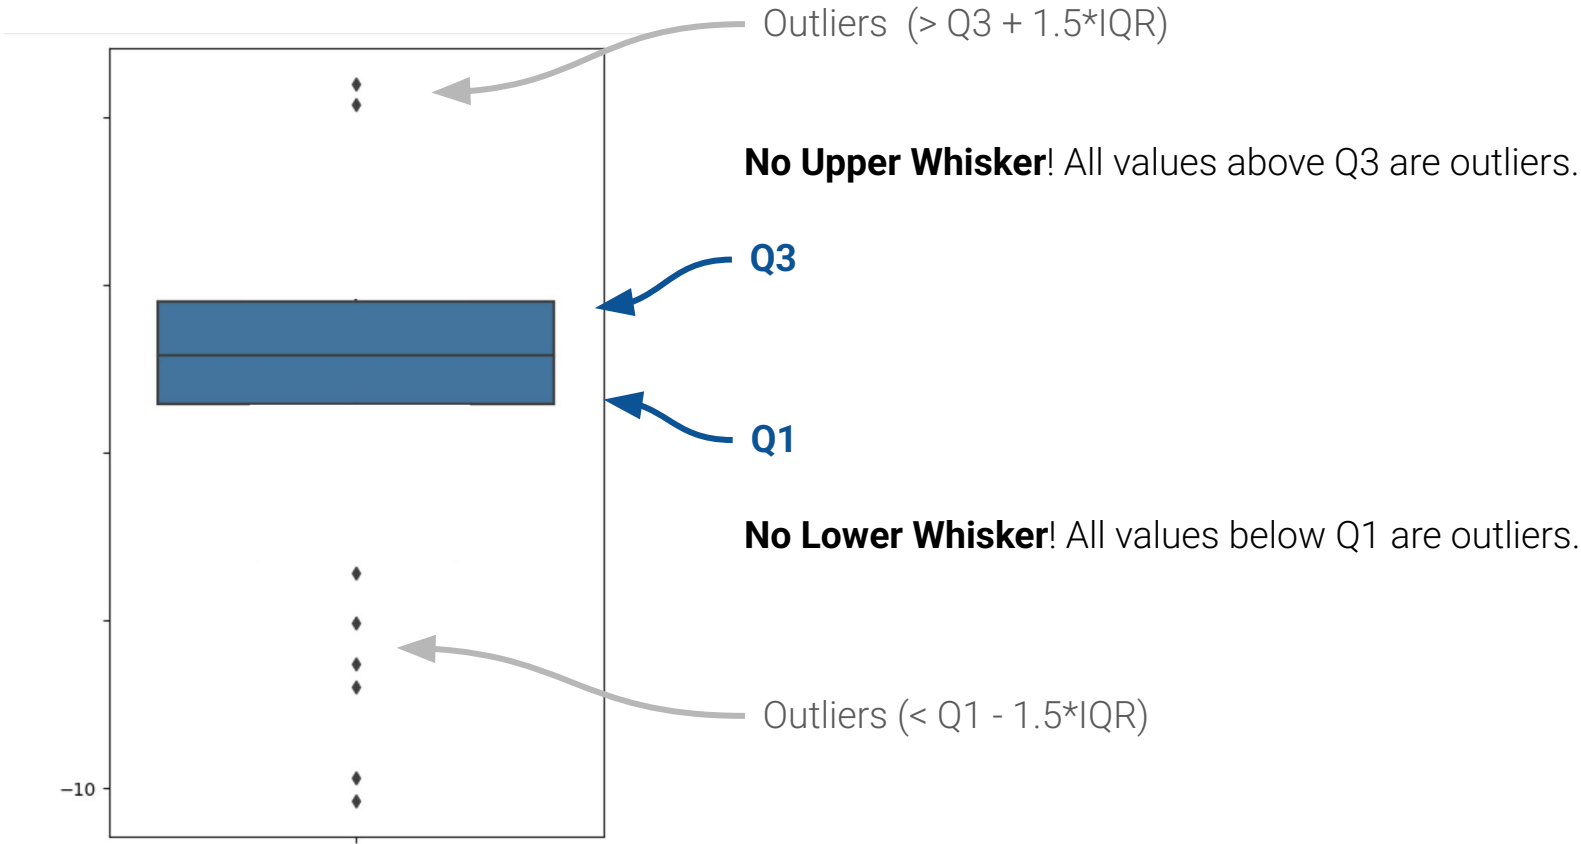 Outliers  (> Q3 + 1.5*IQR)
No Upper Whisker! All values above Q3 are outliers.
Q3
Q1
No Lower Whisker! All values below Q1 are outliers.
Outliers (< Q1 - 1.5*IQR)
−10